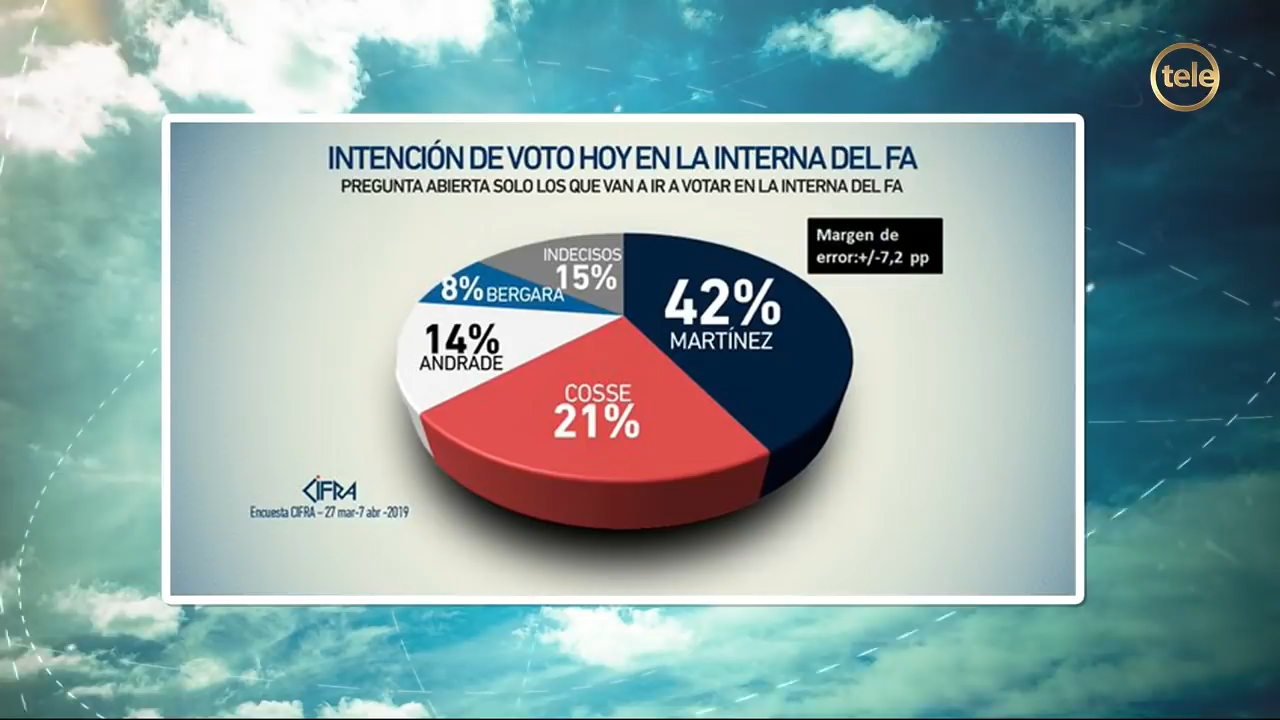 tele
INTENCIÓN DE VOTO HOY EN LA INTERNA DEL FA
PREGUNTA ABIERTA SOLO LOS QUE VAN A IR A VOTAR EN LA INTERNA DEL FA
Margen de
error:+/-7,2 pp
INDECISOS
15%
8% BERGARA
42%
MARTÍNEZ
14%
ANDRADE
COSSE
21%
CIFRA
Encuesta CIFRA – 27 mar-7 abr -2019